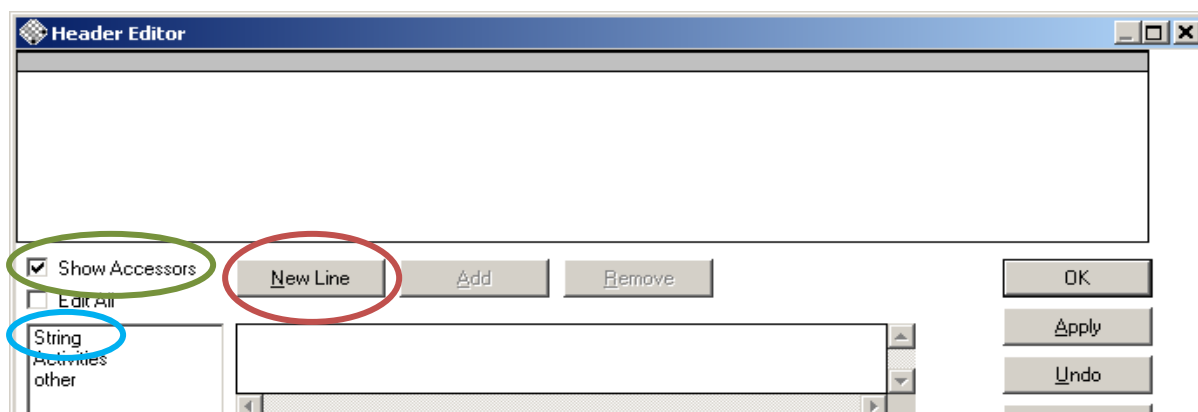 Header Editor
Show Accessors
New Line
Add
Remove
OK
Edit All
Apply
String
Activities
other
Undo